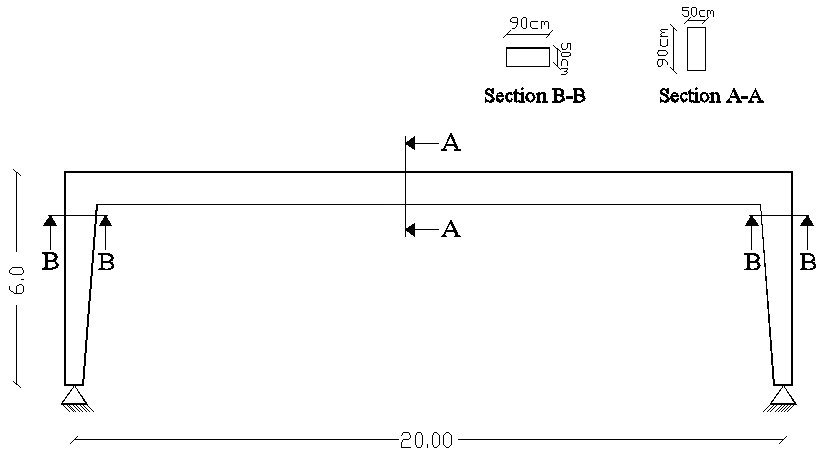 90cm
50cm
Section B-B
50cm
90cm
Section A-A
A
A
B
B
B
B
6.0
20.00